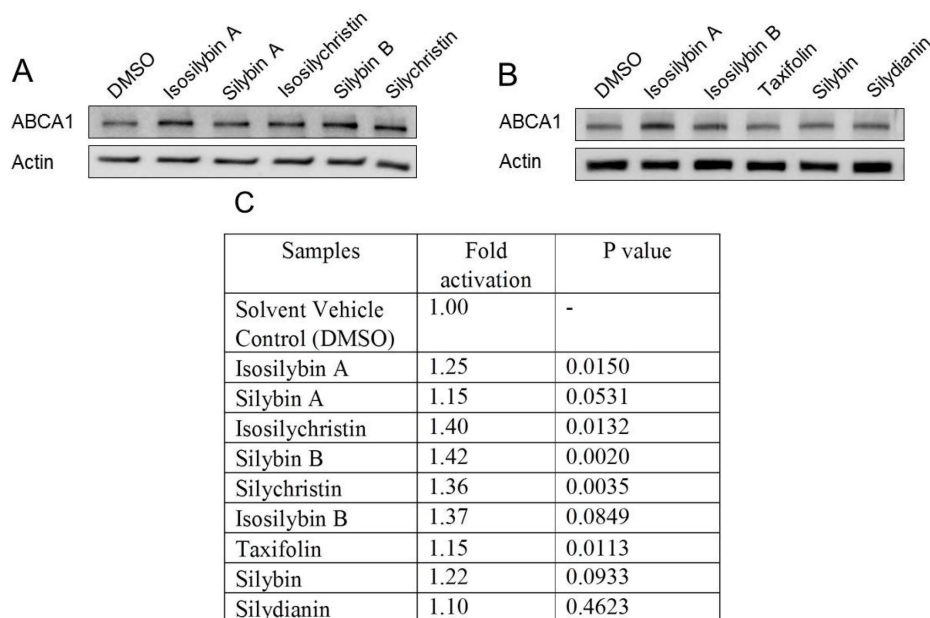 A
DMSO
Isosilybin A
Silybin A
Isosilychristin
Silybin B
Silychristin
ABCA1
Actin
B
DMSO
Isosilybin A
Isosilybin B
Taxifolin
Silybin
Silydianin
ABCA1
Actin
C
Samples Fold activation P value
Solvent Vehicle Control (DMSO) 1.00 -
Isosilybin A 1.25 0.0150
Silybin A 1.15 0.0531
Isosilychristin 1.40 0.0132
Silybin B 1.42 0.0020
Silychristin 1.36 0.0035
Isosilybin B 1.37 0.0849
Taxifolin 1.15 0.0113
Silybin 1.22 0.0933
Silydianin 1.10 0.4623